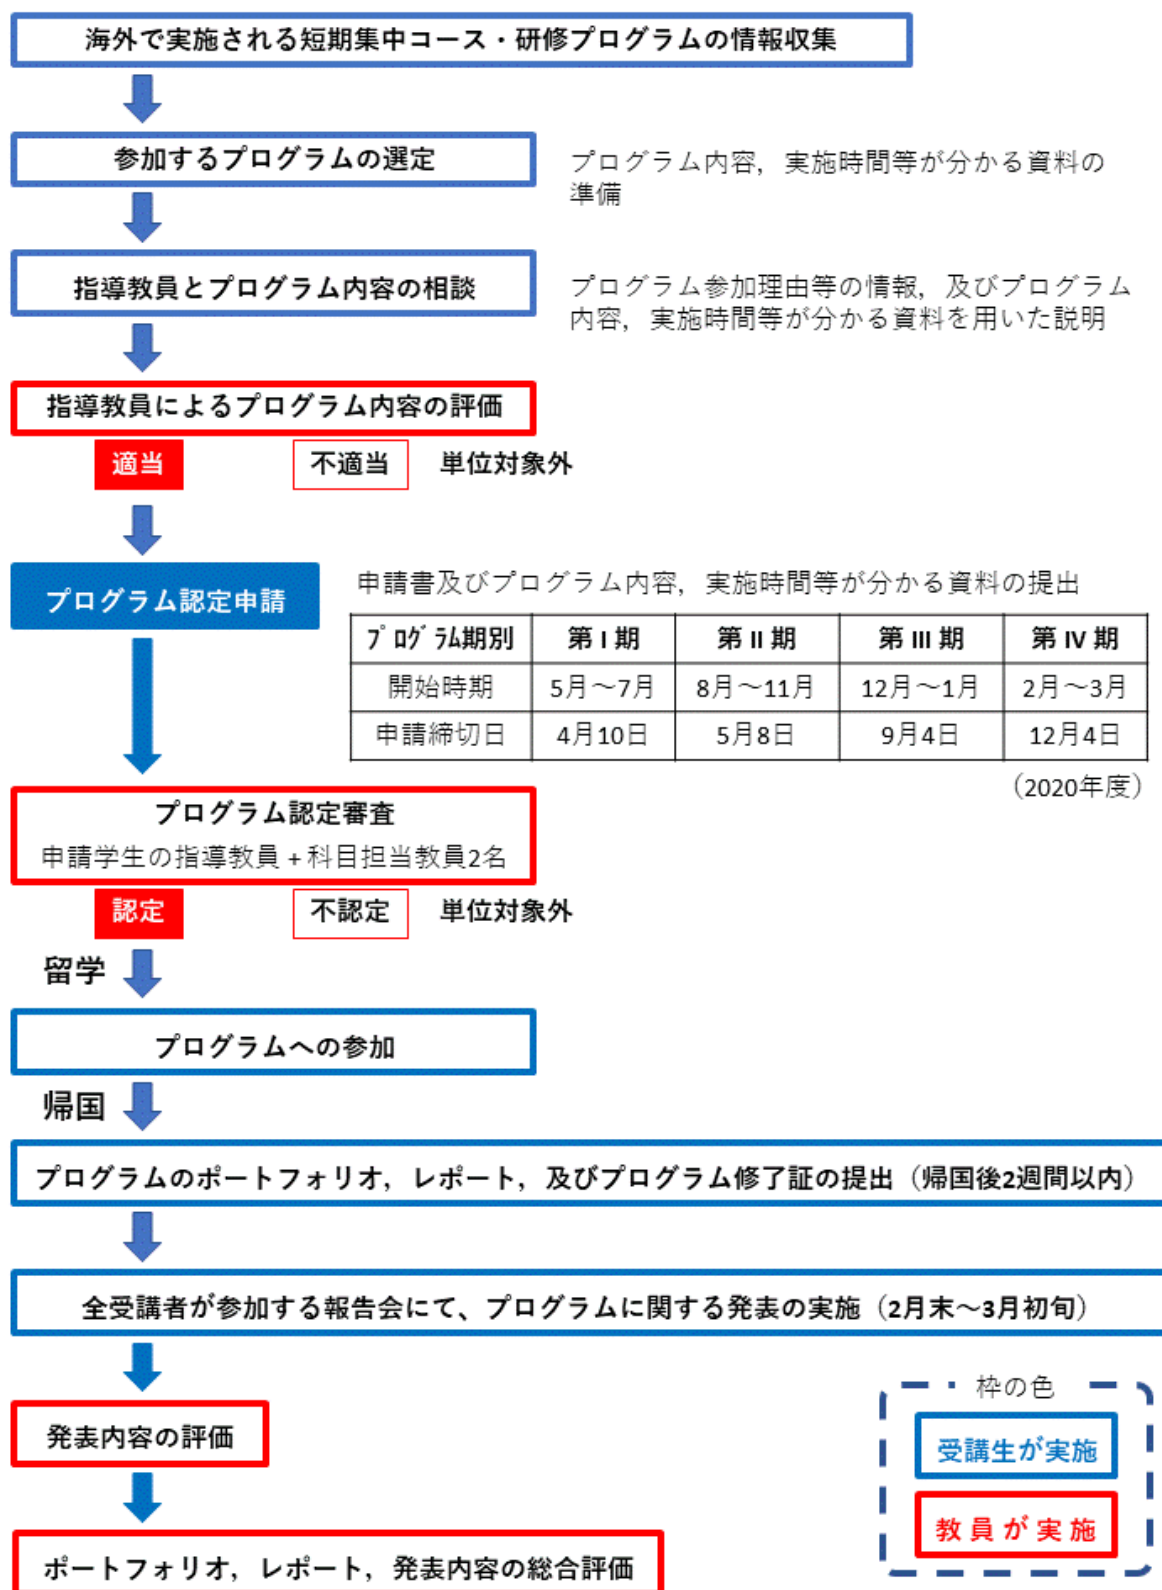 海外で実施される短期集中コース・研修プログラムの情報収集
参加するプログラムの選定
プログラム内容，実施時間等が分かる資料の
準備
指導教員とプログラム内容の相談
プログラム参加理由等の情報，及びプログラム
内容，実施時間等が分かる資料を用いた説明
指導教員によるプログラム内容の評価
適当 不適当 単位対象外
プログラム認定申請
申請書及びプログラム内容，実施時間等が分かる資料の提出
ﾌﾟﾛｸﾞﾗﾑ期別 第 I 期 第 II 期 第 III 期 第 IV 期
開始時期 5月～7月 8月～11月 12月～1月 2月～3月
申請締切日 4月10日 5月8日 9月4日 12月4日
（2020年度）
プログラム認定審査
申請学生の指導教員 + 科目担当教員2名
認定 不認定 単位対象外
留学
プログラムへの参加
帰国
プログラムのポートフォリオ，レポート，及びプログラム修了証の提出（帰国後2週間以内）
全受講者が参加する報告会にて、プログラムに関する発表の実施（2月末～3月初旬）
発表内容の評価
ポートフォリオ，レポート，発表内容の総合評価
枠の色
受講生が実施
教員が実施